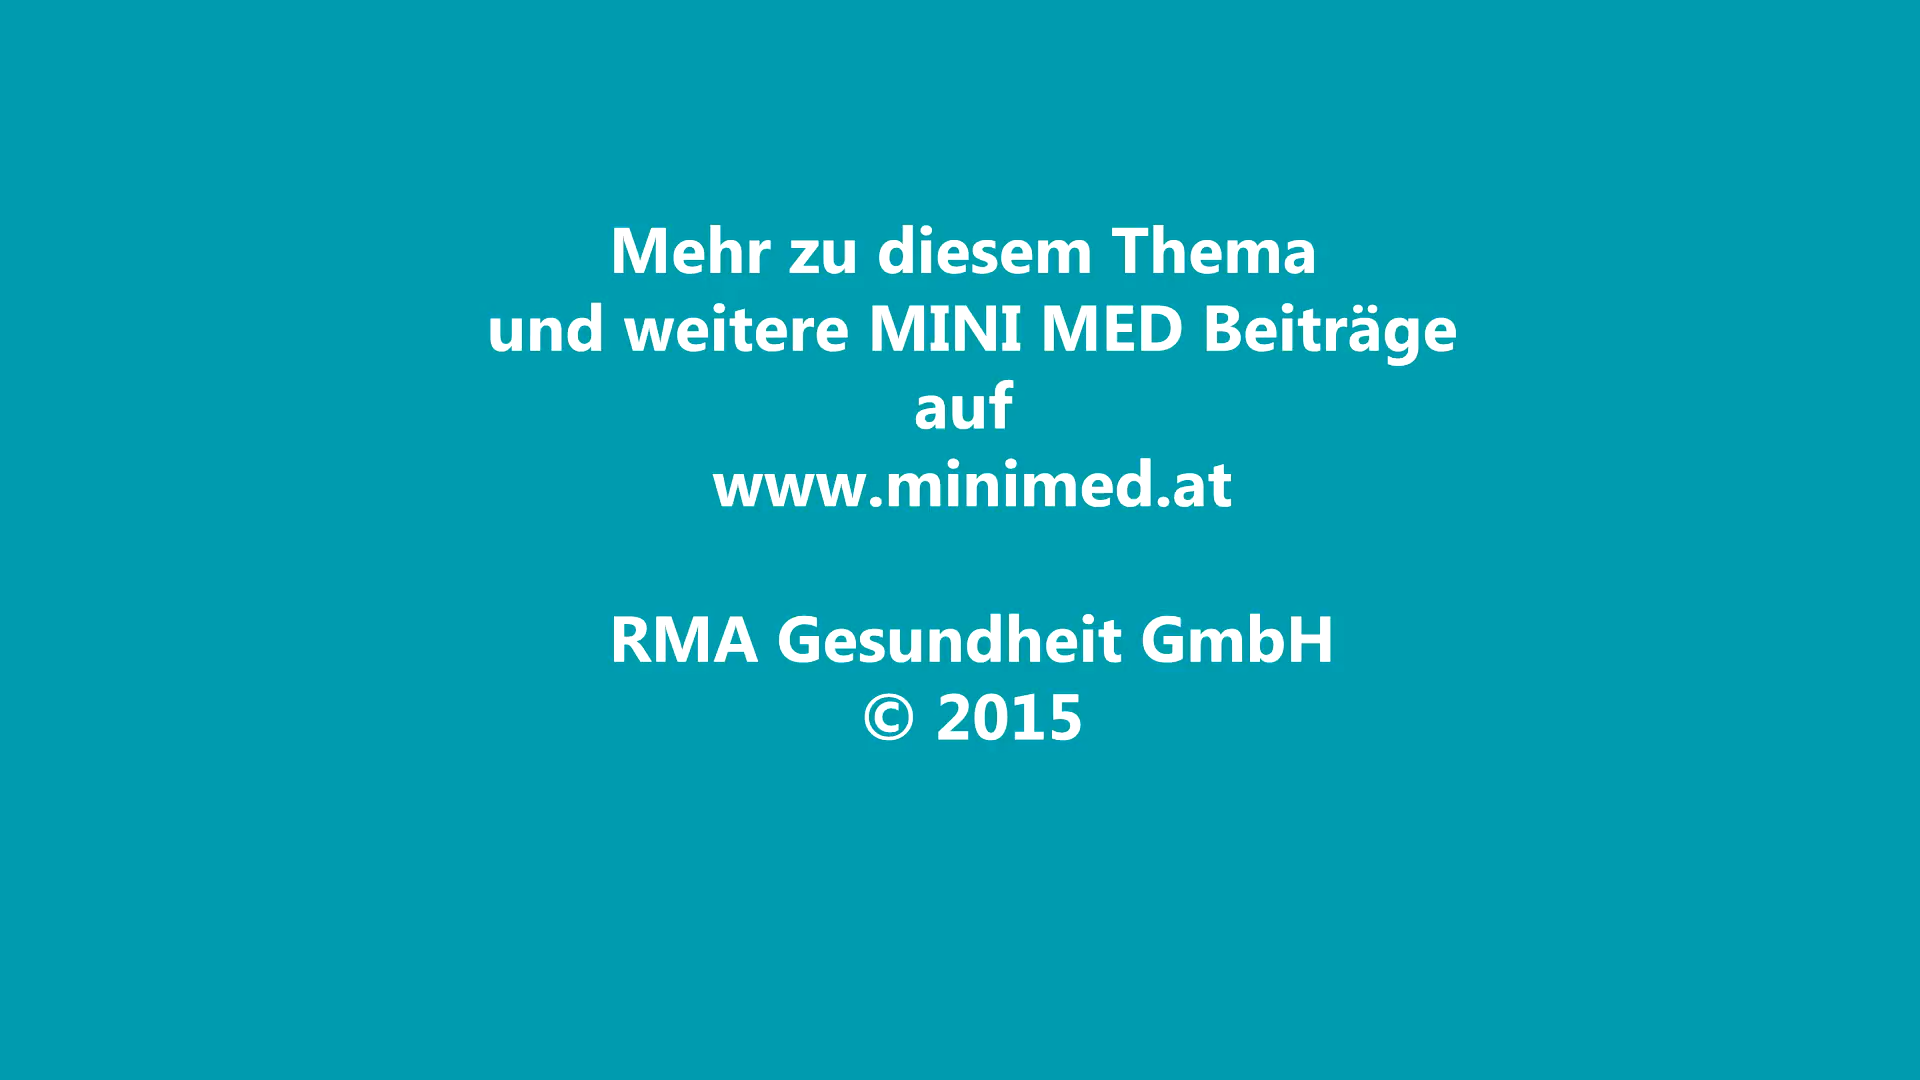 Mehr zu diesem Thema
und weitere MINI MED Beiträge
auf
www.minimed.at
RMA Gesundheit GmbH
© 2015